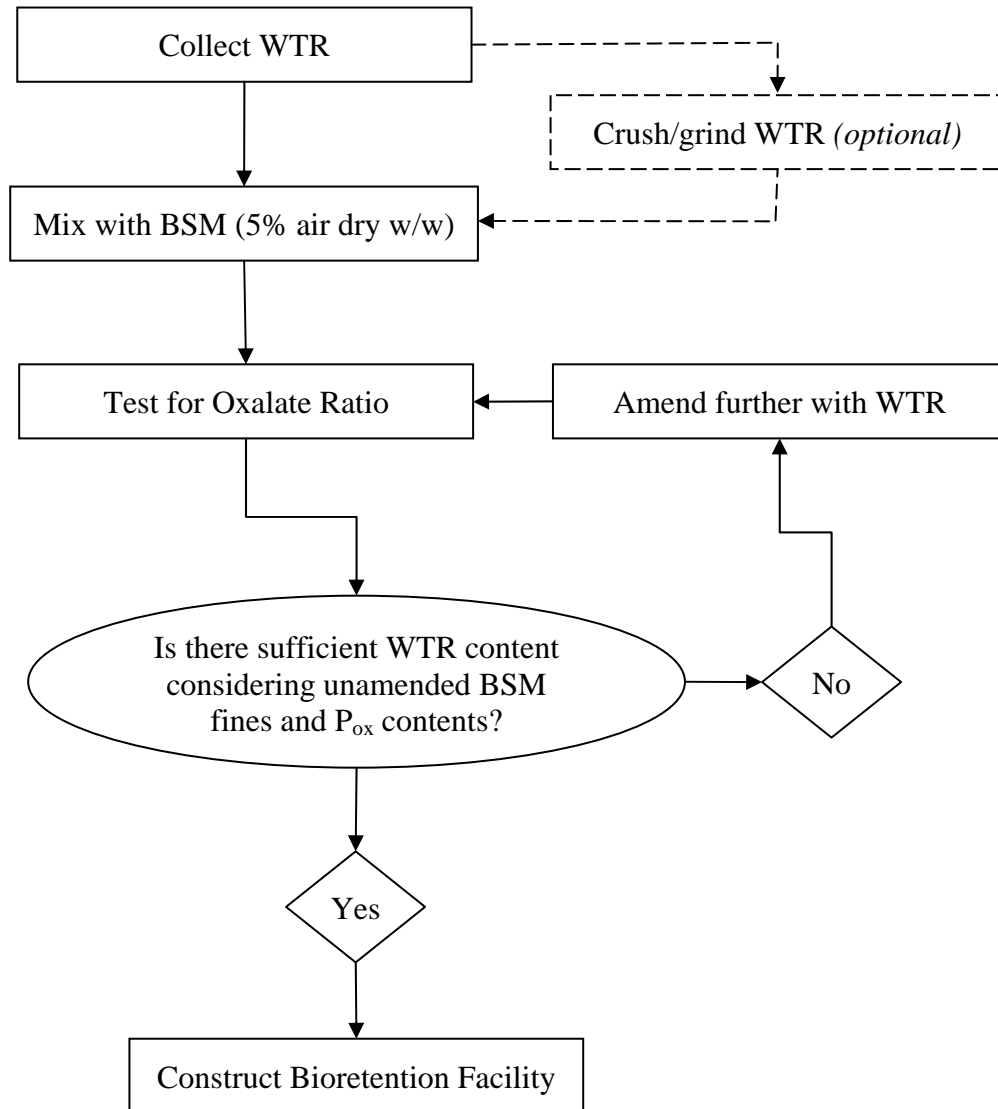 Collect WTR
Crush/grind WTR (optional)
Mix with BSM (5% air dry w/w)
Test for Oxalate Ratio
Amend further with WTR
Is there sufficient WTR content
considering unamended BSM
fines and Pox contents?
No
Yes
Construct Bioretention Facility